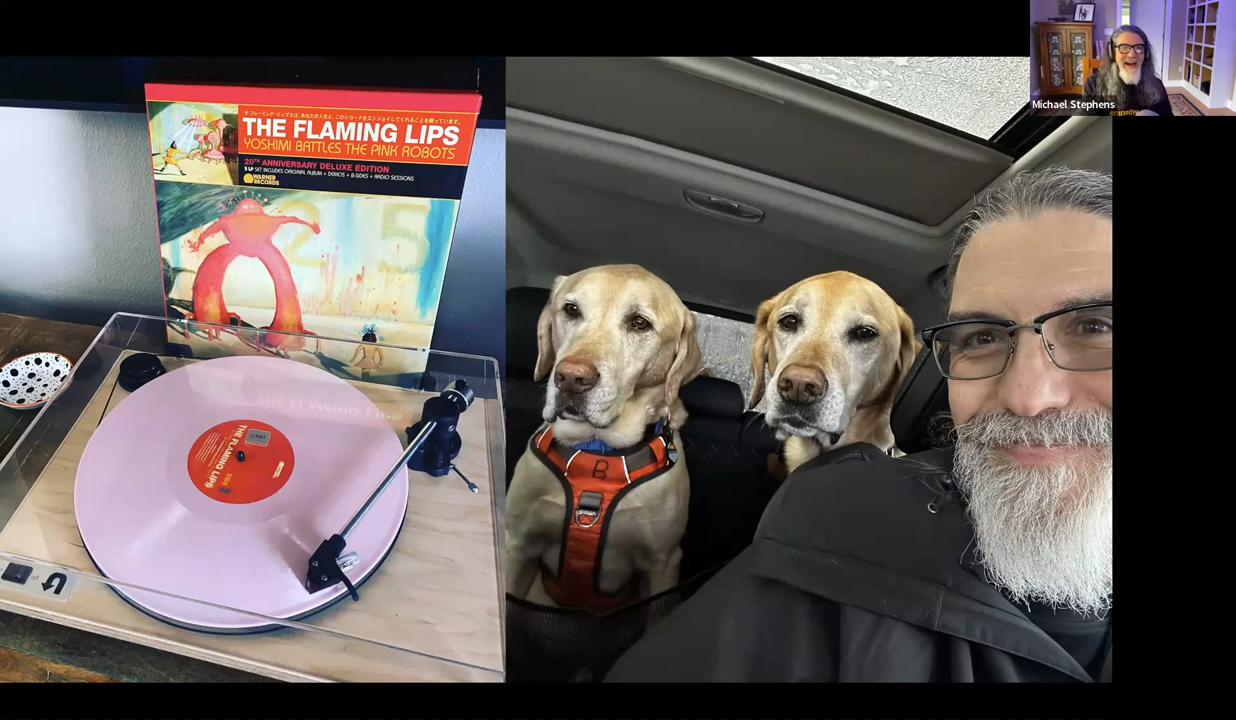 ザ・フレーミング・リップスは、あなたが人生と、このレコードをエンジョイしてくれることを願っています。
THE FLAMING LIPS
YOSHIMI BATTLES THE PINK ROBOTS
20TH ANNIVERSARY DELUXE EDITION
5 LP SET INCLUDES ORIGINAL ALBUM + DEMOS + B-SIDES + RADIO SESSIONS
WARNER
RECORDS
25
THE FLAMING LIPS
off
B
Michael Stephens